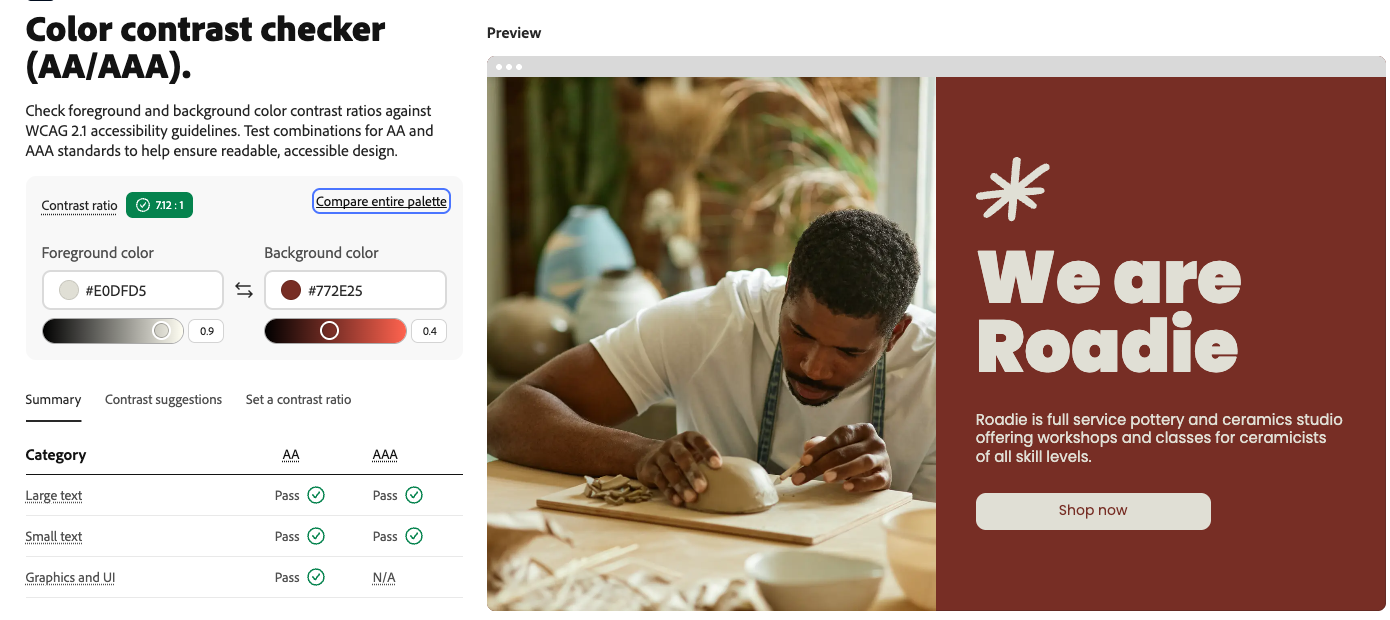 Color contrast checker
(AA/AAA).
Check foreground and background color contrast ratios against
WCAG 2.1 accessibility guidelines. Test combinations for AA and
AAA standards to help ensure readable, accessible design.
Contrast ratio 7.12 : 1 Compare entire palette
Foreground color Background color
#E0DFD5 #772E25
0.9 0.4
Summary Contrast suggestions Set a contrast ratio
Category AA AAA
Large text Pass Pass
Small text Pass Pass
Graphics and UI Pass N/A
Preview
We are
Roadie
Roadie is full service pottery and ceramics studio
offering workshops and classes for ceramicists
of all skill levels.
Shop now